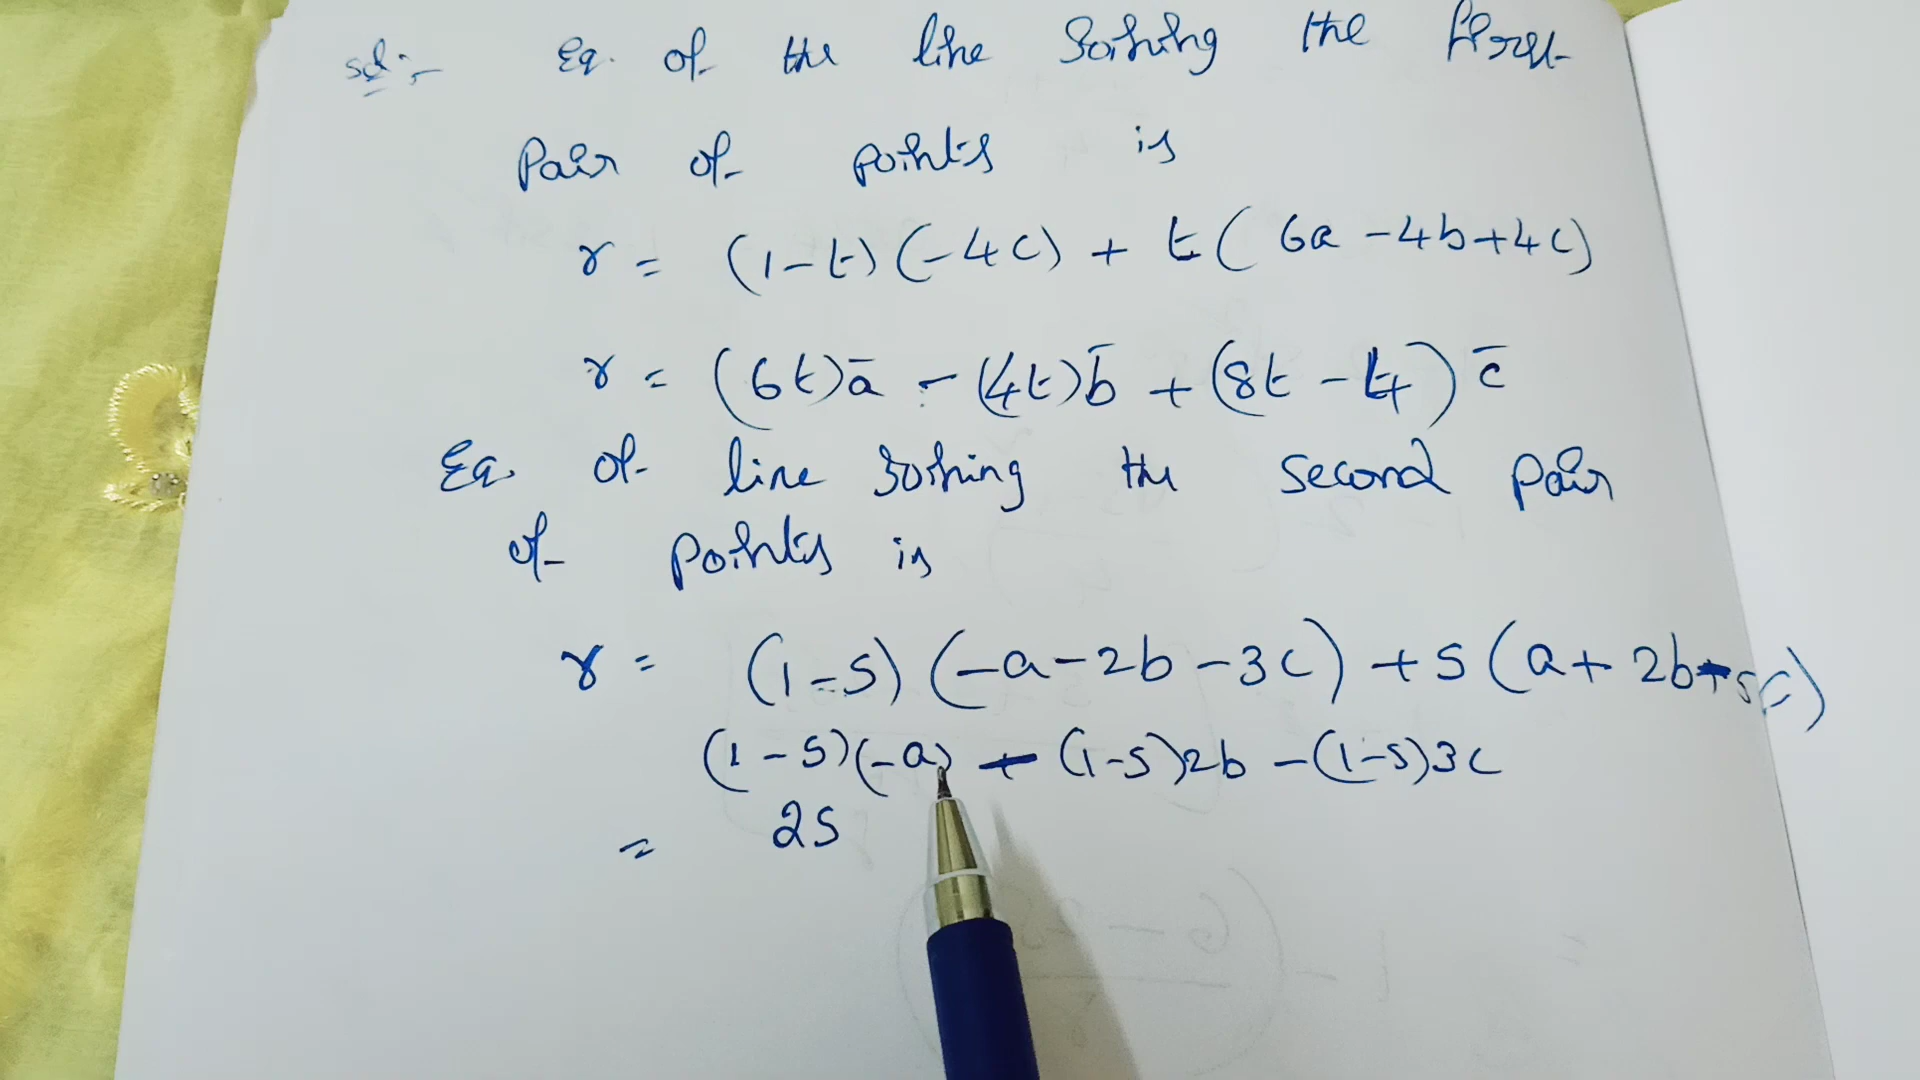 sol:- Eq. of the line joining the first
Pair of points is
r = (1-t)(-4c) + t(6a-4b+4c)
r = (6t)ā - (4t)b̄ + (8t-4)c̄
Eq. of line joining the second pair
of points is
r = (1-s)(-a-2b-3c) + s(a+2b-5c)
(1-s)(-a) - (1-s)2b - (1-s)3c
= 2s